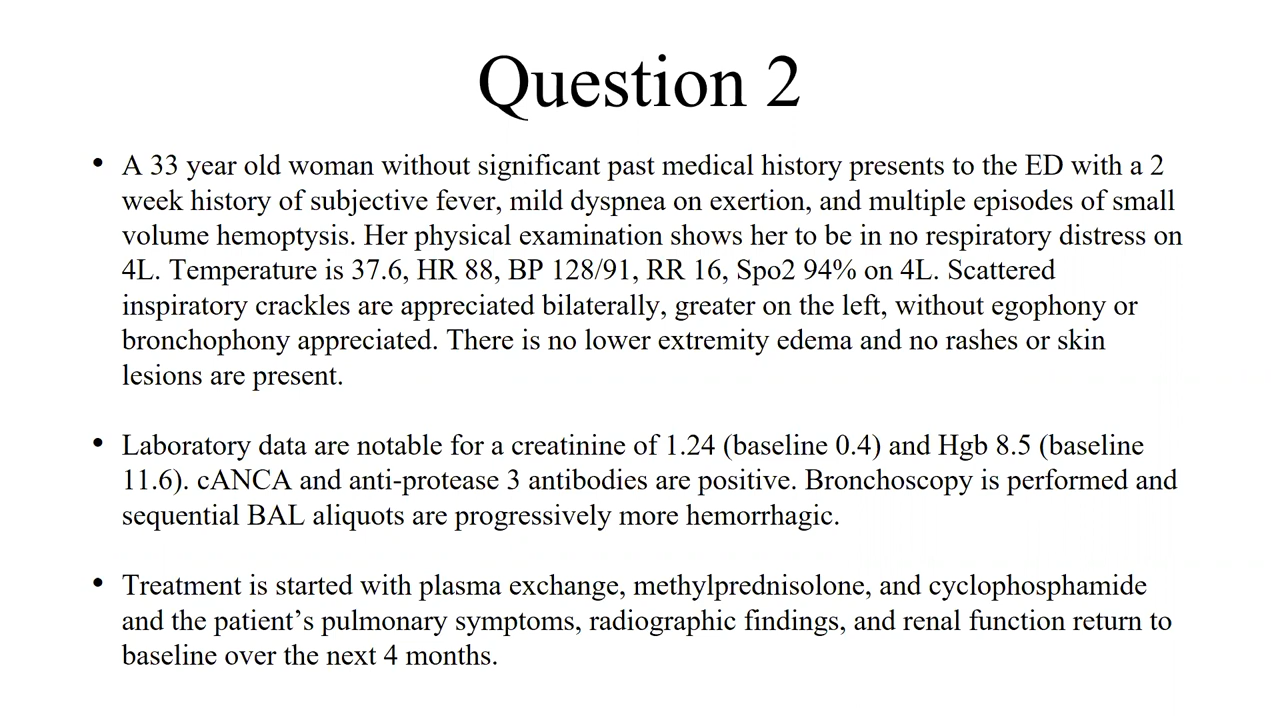 Question 2
• A 33 year old woman without significant past medical history presents to the ED with a 2
week history of subjective fever, mild dyspnea on exertion, and multiple episodes of small
volume hemoptysis. Her physical examination shows her to be in no respiratory distress on
4L. Temperature is 37.6, HR 88, BP 128/91, RR 16, Spo2 94% on 4L. Scattered
inspiratory crackles are appreciated bilaterally, greater on the left, without egophony or
bronchophony appreciated. There is no lower extremity edema and no rashes or skin
lesions are present.
• Laboratory data are notable for a creatinine of 1.24 (baseline 0.4) and Hgb 8.5 (baseline
11.6). cANCA and anti-protease 3 antibodies are positive. Bronchoscopy is performed and
sequential BAL aliquots are progressively more hemorrhagic.
• Treatment is started with plasma exchange, methylprednisolone, and cyclophosphamide
and the patient’s pulmonary symptoms, radiographic findings, and renal function return to
baseline over the next 4 months.